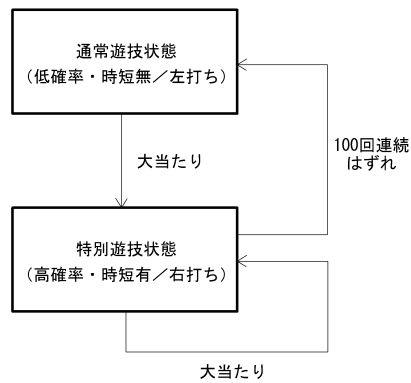 通常遊技状態
（低確率・時短無／左打ち）
大当たり
100回連続
はずれ
特別遊技状態
（高確率・時短有／右打ち）
大当たり